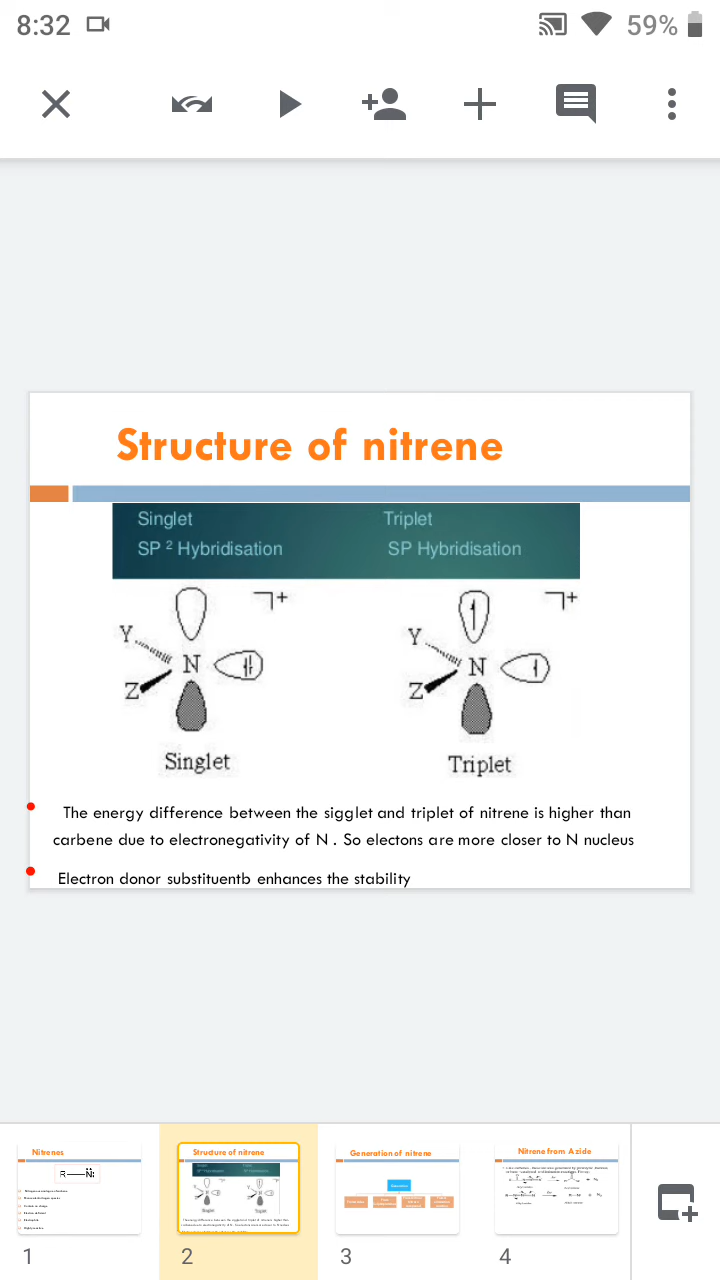 8:32
59%
Structure of nitrene
Singlet
Triplet
SP 2 Hybridisation
SP Hybridisation
┐+
┐+
Y
Y
N
N
Z
Z
Singlet
Triplet
The energy difference between the sigglet and triplet of nitrene is higher than
carbene due to electronegativity of N . So electons are more closer to N nucleus
Electron donor substituentb enhances the stability
Nitrenes
R—N:
Structure of nitrene
Generation of nitrene
Nitrene from Azide
1
2
3
4